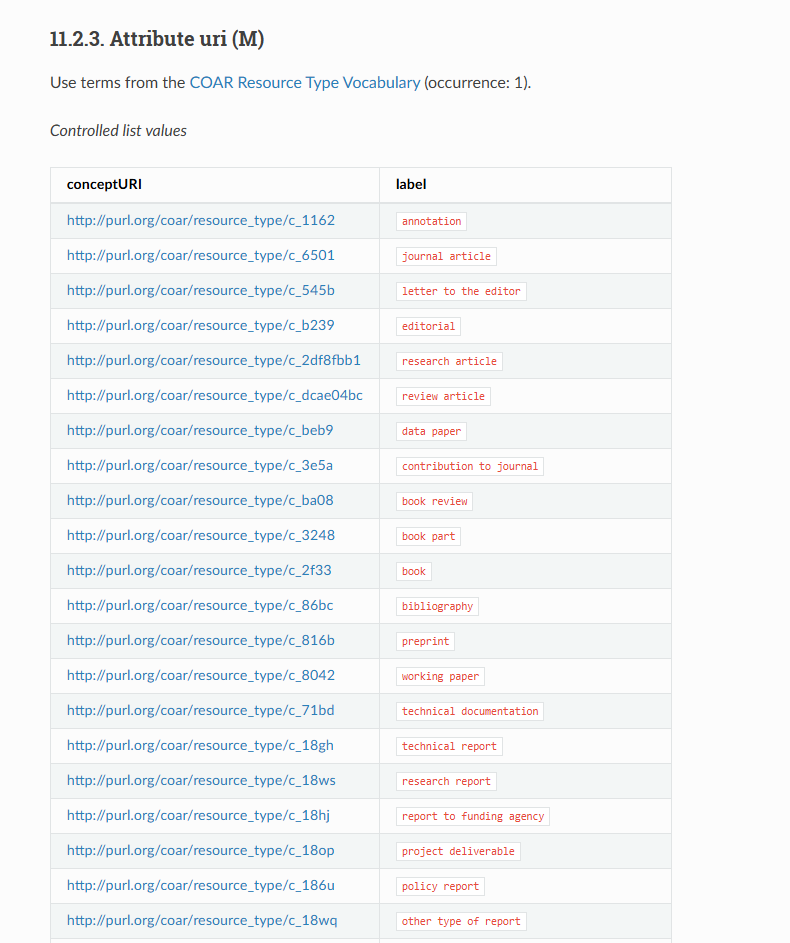 11.2.3. Attribute uri (M)
Use terms from the COAR Resource Type Vocabulary (occurrence: 1).
Controlled list values
conceptURI label
http://purl.org/coar/resource_type/c_1162 annotation
http://purl.org/coar/resource_type/c_6501 journal article
http://purl.org/coar/resource_type/c_545b letter to the editor
http://purl.org/coar/resource_type/c_b239 editorial
http://purl.org/coar/resource_type/c_2df8fbb1 research article
http://purl.org/coar/resource_type/c_dcae04bc review article
http://purl.org/coar/resource_type/c_beb9 data paper
http://purl.org/coar/resource_type/c_3e5a contribution to journal
http://purl.org/coar/resource_type/c_ba08 book review
http://purl.org/coar/resource_type/c_3248 book part
http://purl.org/coar/resource_type/c_2f33 book
http://purl.org/coar/resource_type/c_86bc bibliography
http://purl.org/coar/resource_type/c_816b preprint
http://purl.org/coar/resource_type/c_8042 working paper
http://purl.org/coar/resource_type/c_71bd technical documentation
http://purl.org/coar/resource_type/c_18gh technical report
http://purl.org/coar/resource_type/c_18ws research report
http://purl.org/coar/resource_type/c_18hj report to funding agency
http://purl.org/coar/resource_type/c_18op project deliverable
http://purl.org/coar/resource_type/c_186u policy report
http://purl.org/coar/resource_type/c_18wq other type of report